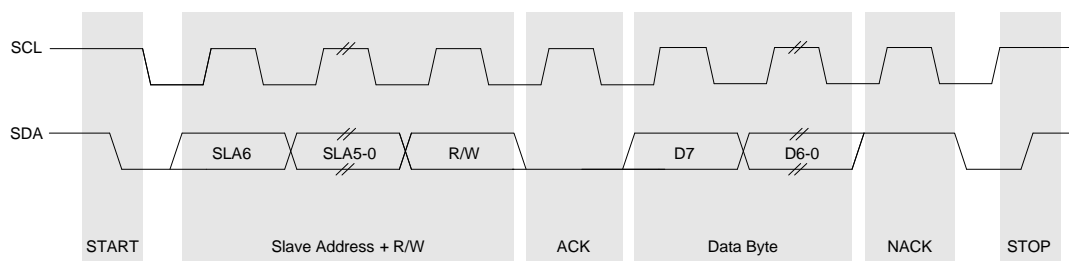 SCL
SDA
SLA6 SLA5-0 R/W D7 D6-0
START Slave Address + R/W ACK Data Byte NACK STOP